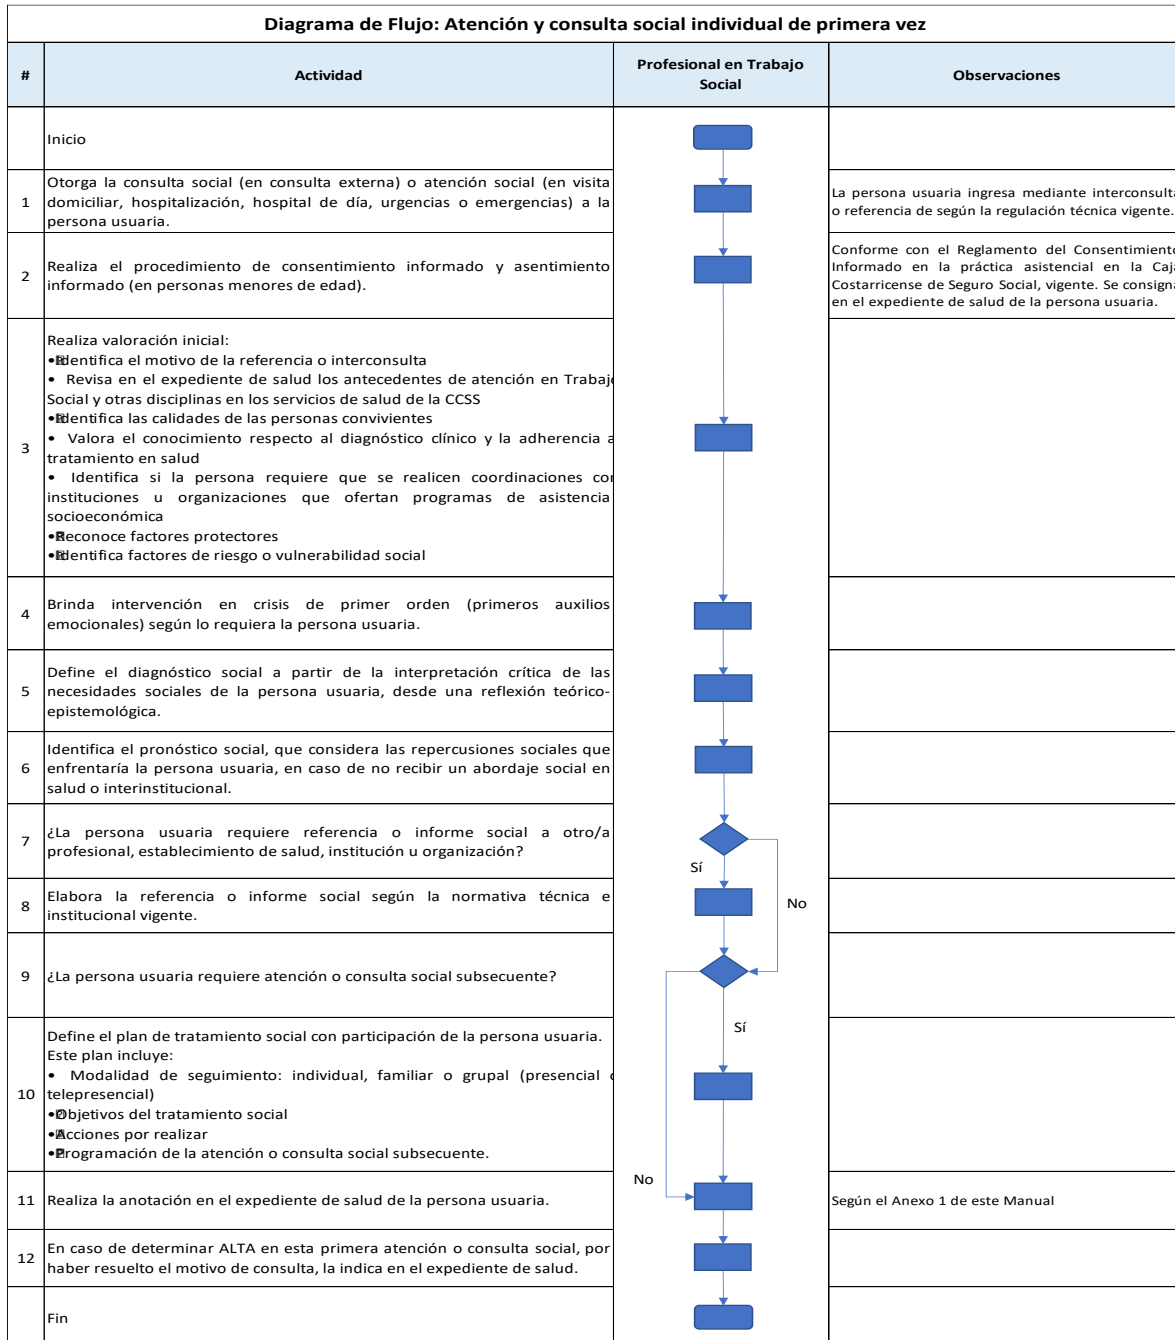 Diagrama de Flujo: Atención y consulta social individual de primera vez
#
Actividad
Profesional en Trabajo
Social
Observaciones
Inicio
1
Otorga la consulta social (en consulta externa) o atención social (en visita
domiciliar, hospitalización, hospital de día, urgencias o emergencias) a la
persona usuaria.
La persona usuaria ingresa mediante interconsulta
o referencia de según la regulación técnica vigente.
2
Realiza el procedimiento de consentimiento informado y asentimiento
informado (en personas menores de edad).
Conforme con el Reglamento del Consentimiento
Informado en la práctica asistencial en la Caja
Costarricense de Seguro Social, vigente. Se consigna
en el expediente de salud de la persona usuaria.
3
Realiza valoración inicial:
• Identifica el motivo de la referencia o interconsulta
• Revisa en el expediente de salud los antecedentes de atención en Trabajo
Social y otras disciplinas en los servicios de salud de la CCSS
• Identifica las calidades de las personas convivientes
• Valora el conocimiento respecto al diagnóstico clínico y la adherencia a
tratamiento en salud
• Identifica si la persona requiere que se realicen coordinaciones con
instituciones u organizaciones que ofertan programas de asistencia
socioeconómica
• Reconoce factores protectores
• Identifica factores de riesgo o vulnerabilidad social
4
Brinda intervención en crisis de primer orden (primeros auxilios
emocionales) según lo requiera la persona usuaria.
5
Define el diagnóstico social a partir de la interpretación crítica de las
necesidades sociales de la persona usuaria, desde una reflexión teórico-
epistemológica.
6
Identifica el pronóstico social, que considera las repercusiones sociales que
enfrentaría la persona usuaria, en caso de no recibir un abordaje social en
salud o interinstitucional.
7
¿La persona usuaria requiere referencia o informe social a otro/a
profesional, establecimiento de salud, institución u organización?
Sí
8
Elabora la referencia o informe social según la normativa técnica e
institucional vigente.
No
9
¿La persona usuaria requiere atención o consulta social subsecuente?
Sí
10
Define el plan de tratamiento social con participación de la persona usuaria.
Este plan incluye:
• Modalidad de seguimiento: individual, familiar o grupal (presencial o
telepresencial)
• Objetivos del tratamiento social
• Acciones por realizar
• Programación de la atención o consulta social subsecuente.
No
11
Realiza la anotación en el expediente de salud de la persona usuaria.
Según el Anexo 1 de este Manual
12
En caso de determinar ALTA en esta primera atención o consulta social, por
haber resuelto el motivo de consulta, la indica en el expediente de salud.
Fin